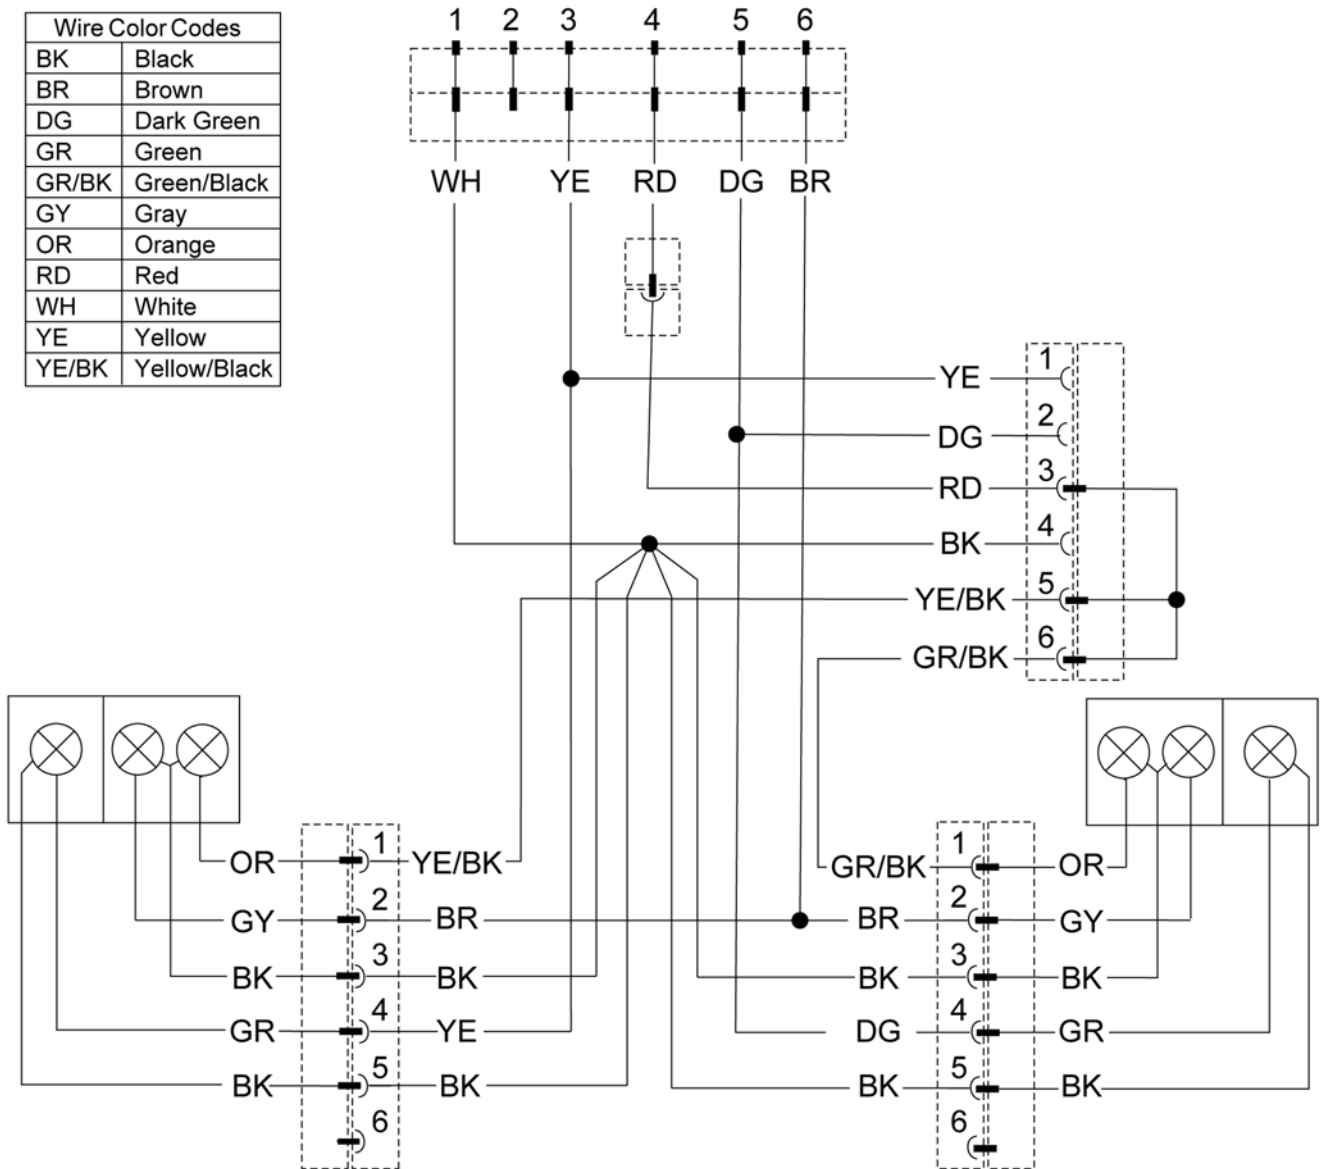 Wire Color Codes
BK Black
BR Brown
DG Dark Green
GR Green
GR/BK Green/Black
GY Gray
OR Orange
RD Red
WH White
YE Yellow
YE/BK Yellow/Black
1 2 3 4 5 6
WH YE RD DG BR
YE 1
DG 2
RD 3
BK 4
YE/BK 5
GR/BK 6
OR 1 YE/BK
GY 2 BR
BK 3 BK
GR 4 YE
BK 5 BK
6
GR/BK 1 OR
BR 2 GY
BK 3 BK
DG 4 GR
BK 5 BK
6